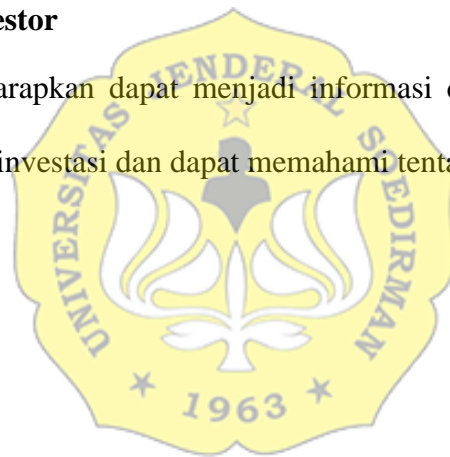 estor
arapkan dapat menjadi informasi
investasi dan dapat memahami tenta
UNIVERSITAS JENDERAL SOEDIRMAN
1963